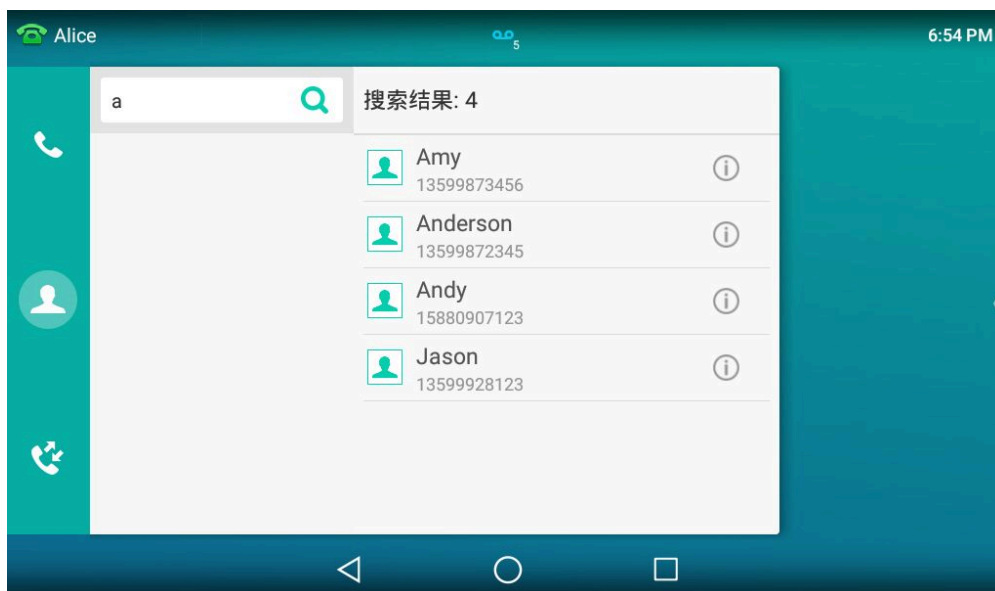 Alice
5
6:54 PM
a
搜索结果: 4
Amy
13599873456
Anderson
13599872345
Andy
15880907123
Jason
13599928123